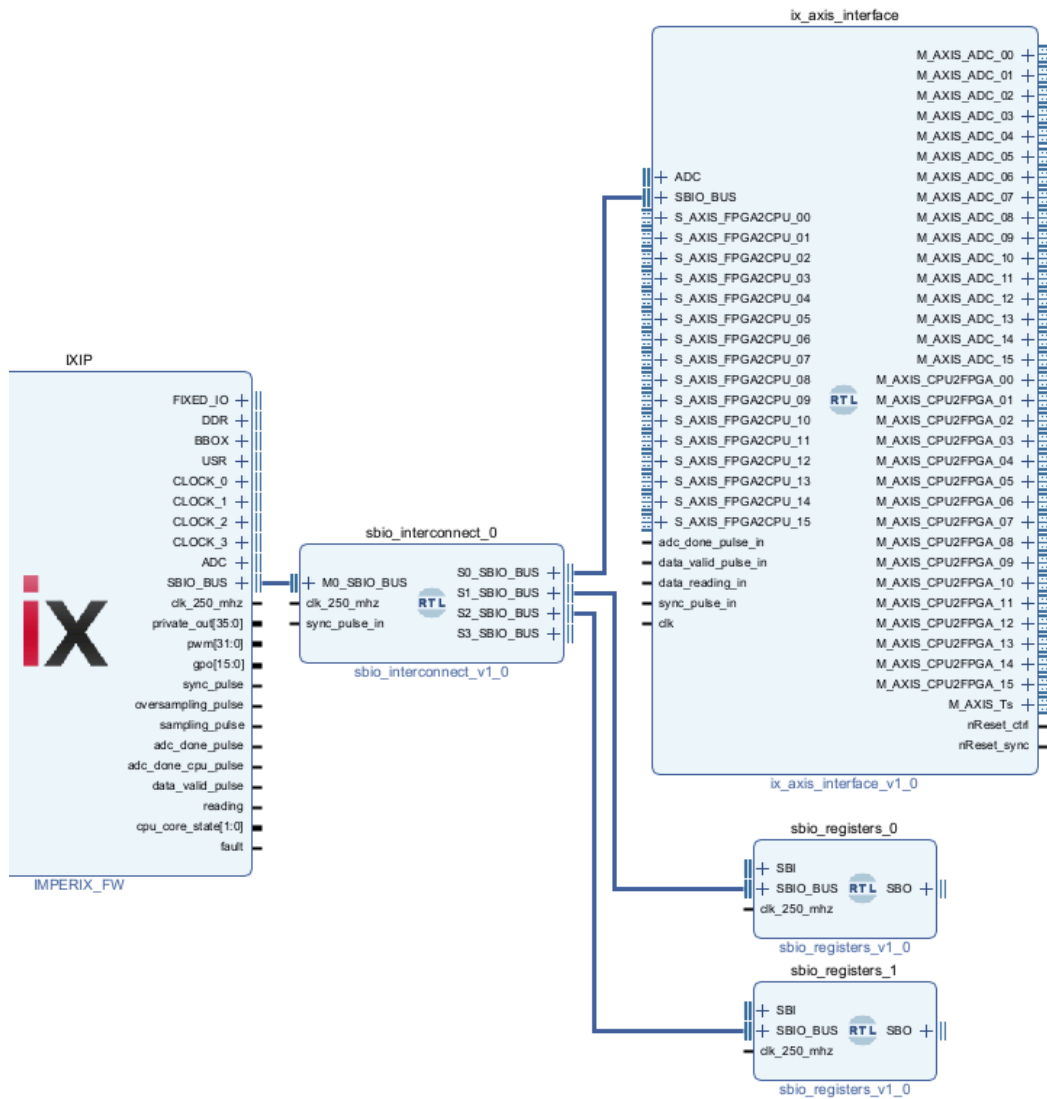 IXIP
FIXED_IO
DDR
BBOX
USR
CLOCK_0
CLOCK_1
CLOCK_2
CLOCK_3
ADC
SBIO_BUS
clk_250_mhz
private_out[35:0]
pwm[31:0]
gpo[15:0]
sync_pulse
oversampling_pulse
sampling_pulse
adc_done_pulse
adc_done_cpu_pulse
data_valid_pulse
reading
cpu_core_state[1:0]
fault
ix
IMPERIX_FW
sbio_interconnect_0
M0_SBIO_BUS
clk_250_mhz
sync_pulse_in
RTL
S0_SBIO_BUS
S1_SBIO_BUS
S2_SBIO_BUS
S3_SBIO_BUS
sbio_interconnect_v1_0
ix_axis_interface
ADC
SBIO_BUS
S_AXIS_FPGA2CPU_00
S_AXIS_FPGA2CPU_01
S_AXIS_FPGA2CPU_02
S_AXIS_FPGA2CPU_03
S_AXIS_FPGA2CPU_04
S_AXIS_FPGA2CPU_05
S_AXIS_FPGA2CPU_06
S_AXIS_FPGA2CPU_07
S_AXIS_FPGA2CPU_08
S_AXIS_FPGA2CPU_09
S_AXIS_FPGA2CPU_10
S_AXIS_FPGA2CPU_11
S_AXIS_FPGA2CPU_12
S_AXIS_FPGA2CPU_13
S_AXIS_FPGA2CPU_14
S_AXIS_FPGA2CPU_15
adc_done_pulse_in
data_valid_pulse_in
data_reading_in
sync_pulse_in
clk
RTL
M_AXIS_ADC_00
M_AXIS_ADC_01
M_AXIS_ADC_02
M_AXIS_ADC_03
M_AXIS_ADC_04
M_AXIS_ADC_05
M_AXIS_ADC_06
M_AXIS_ADC_07
M_AXIS_ADC_08
M_AXIS_ADC_09
M_AXIS_ADC_10
M_AXIS_ADC_11
M_AXIS_ADC_12
M_AXIS_ADC_13
M_AXIS_ADC_14
M_AXIS_ADC_15
M_AXIS_CPU2FPGA_00
M_AXIS_CPU2FPGA_01
M_AXIS_CPU2FPGA_02
M_AXIS_CPU2FPGA_03
M_AXIS_CPU2FPGA_04
M_AXIS_CPU2FPGA_05
M_AXIS_CPU2FPGA_06
M_AXIS_CPU2FPGA_07
M_AXIS_CPU2FPGA_08
M_AXIS_CPU2FPGA_09
M_AXIS_CPU2FPGA_10
M_AXIS_CPU2FPGA_11
M_AXIS_CPU2FPGA_12
M_AXIS_CPU2FPGA_13
M_AXIS_CPU2FPGA_14
M_AXIS_CPU2FPGA_15
M_AXIS_Ts
nReset_ctrl
nReset_sync
ix_axis_interface_v1_0
sbio_registers_0
SBI
SBIO_BUS RTL SBO
clk_250_mhz
sbio_registers_v1_0
sbio_registers_1
SBI
SBIO_BUS RTL SBO
clk_250_mhz
sbio_registers_v1_0